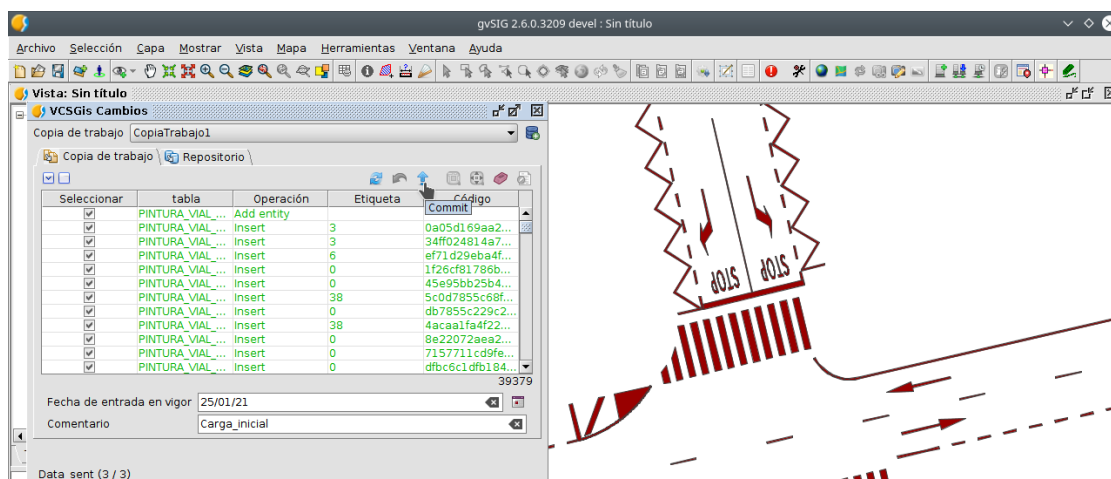 gvSIG 2.6.0.3209 devel : Sin título
Archivo Selección Capa Mostrar Vista Mapa Herramientas Ventana Ayuda
Vista: Sin título
VCSGis Cambios
Copia de trabajo CopiaTrabajo1
Copia de trabajo Repositorio
Seleccionar tabla Operación Etiqueta Código
Commit
PINTURA_VIAL_... Add entity
PINTURA_VIAL_... Insert 3 0a05d169aa2...
PINTURA_VIAL_... Insert 3 34ff024814a7...
PINTURA_VIAL_... Insert 6 ef71d29eba4f...
PINTURA_VIAL_... Insert 0 1f26cf81786b...
PINTURA_VIAL_... Insert 0 45e95bb25b4...
PINTURA_VIAL_... Insert 38 5c0d7855c68f...
PINTURA_VIAL_... Insert 0 db7855c229c2...
PINTURA_VIAL_... Insert 38 4acaa1fa4f22...
PINTURA_VIAL_... Insert 0 8e22072aea2...
PINTURA_VIAL_... Insert 0 7157711cd9fe...
PINTURA_VIAL_... Insert 0 dfbc6c1dfb184...
39379
Fecha de entrada en vigor 25/01/21
Comentario Carga_inicial
Data sent (3 / 3)
STOP STOP